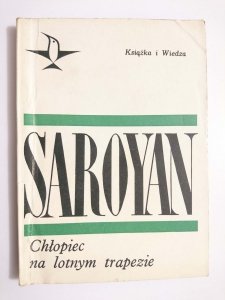 Książka i Wiedza
SAROYAN
Chłopiec
na lotnym trapezie